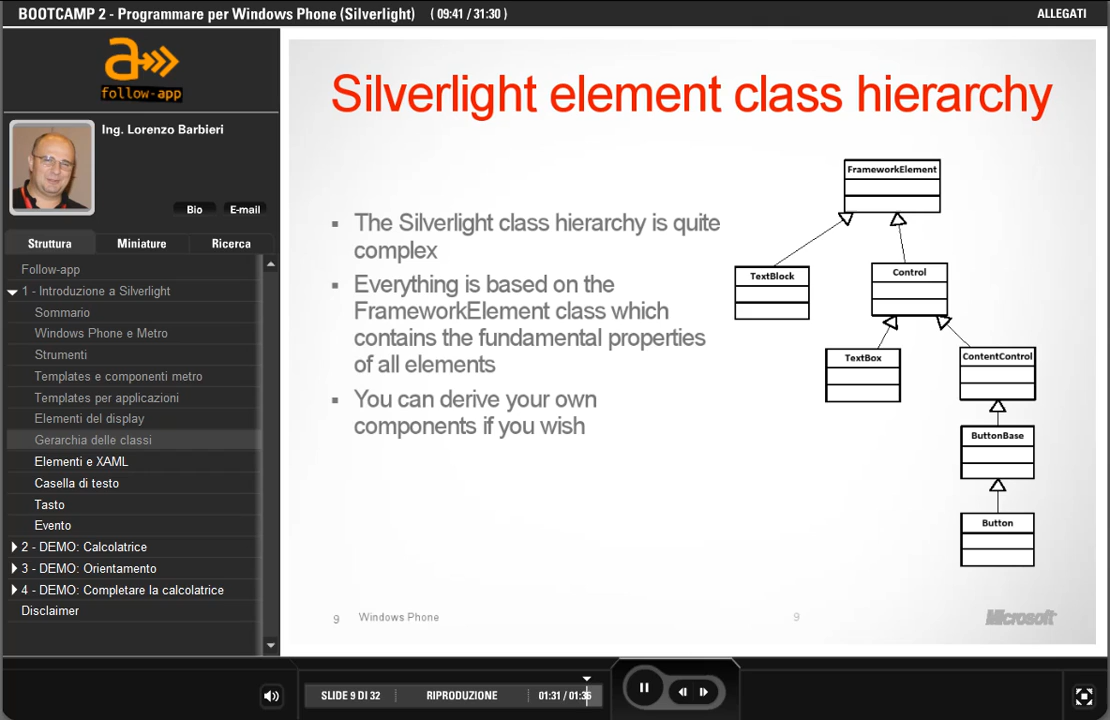 BOOTCAMP 2 - Programmare per Windows Phone (Silverlight) ( 09:41 / 31:30 )
ALLEGATI
a
follow-app
Ing. Lorenzo Barbieri
Bio
E-mail
Struttura
Miniature
Ricerca
Follow-app
1 - Introduzione a Silverlight
Sommario
Windows Phone e Metro
Strumenti
Templates e componenti metro
Templates per applicazioni
Elementi del display
Gerarchia delle classi
Elementi e XAML
Casella di testo
Tasto
Evento
2 - DEMO: Calcolatrice
3 - DEMO: Orientamento
4 - DEMO: Completare la calcolatrice
Disclaimer
Silverlight element class hierarchy
▪ The Silverlight class hierarchy is quite
complex
▪ Everything is based on the
FrameworkElement class which
contains the fundamental properties
of all elements
▪ You can derive your own
components if you wish
FrameworkElement
TextBlock
Control
TextBox
ContentControl
ButtonBase
Button
9 Windows Phone
9
Microsoft
SLIDE 9 DI 32
RIPRODUZIONE
01:31 / 01:36